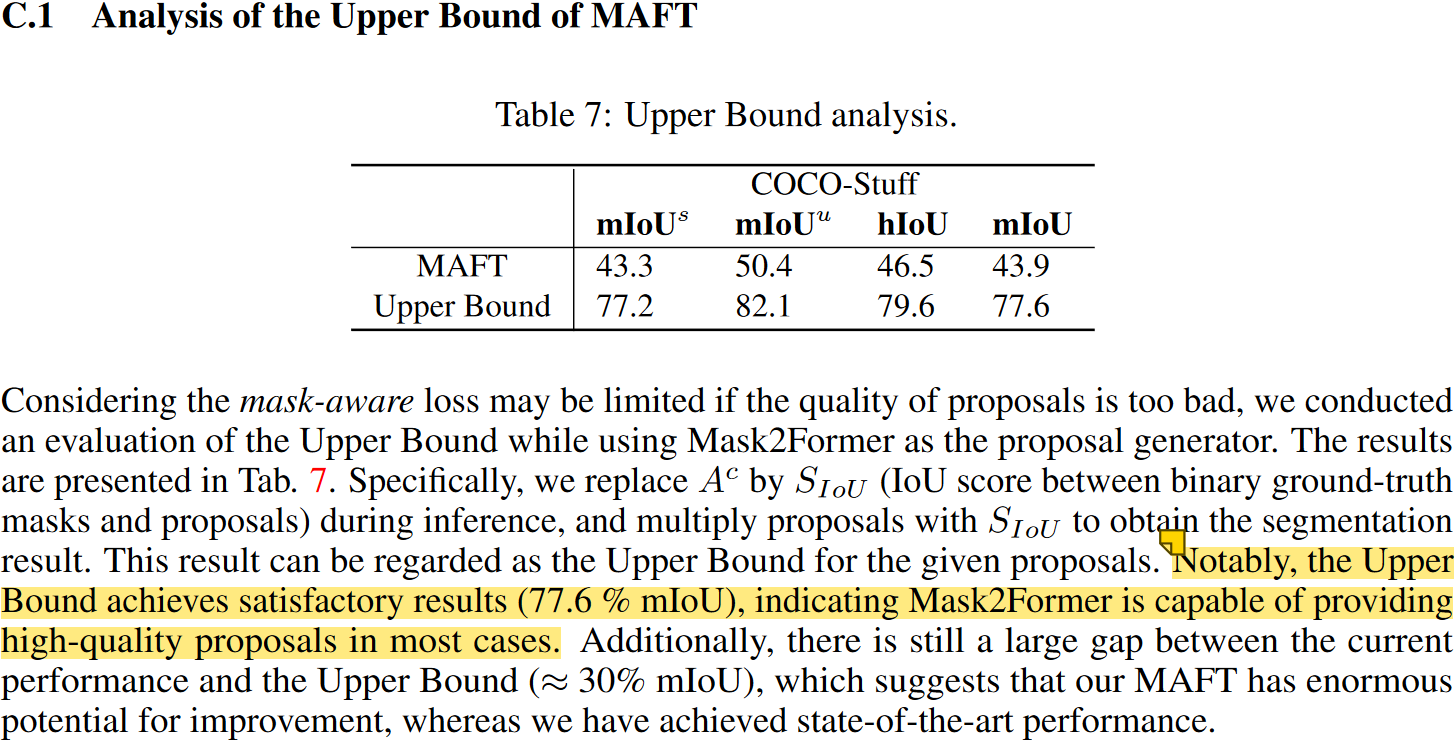 C.1 Analysis of the Upper Bound of MAFT
Table 7: Upper Bound analysis.
COCO-Stuff
mIoUˢ mIoUᵘ hIoU mIoU
MAFT 43.3 50.4 46.5 43.9
Upper Bound 77.2 82.1 79.6 77.6
Considering the mask-aware loss may be limited if the quality of proposals is too bad, we conducted
an evaluation of the Upper Bound while using Mask2Former as the proposal generator. The results
are presented in Tab. 7. Specifically, we replace Aᶜ by S_IoU (IoU score between binary ground-truth
masks and proposals) during inference, and multiply proposals with S_IoU to obtain the segmentation
result. This result can be regarded as the Upper Bound for the given proposals. Notably, the Upper
Bound achieves satisfactory results (77.6 % mIoU), indicating Mask2Former is capable of providing
high-quality proposals in most cases. Additionally, there is still a large gap between the current
performance and the Upper Bound (≈ 30% mIoU), which suggests that our MAFT has enormous
potential for improvement, whereas we have achieved state-of-the-art performance.